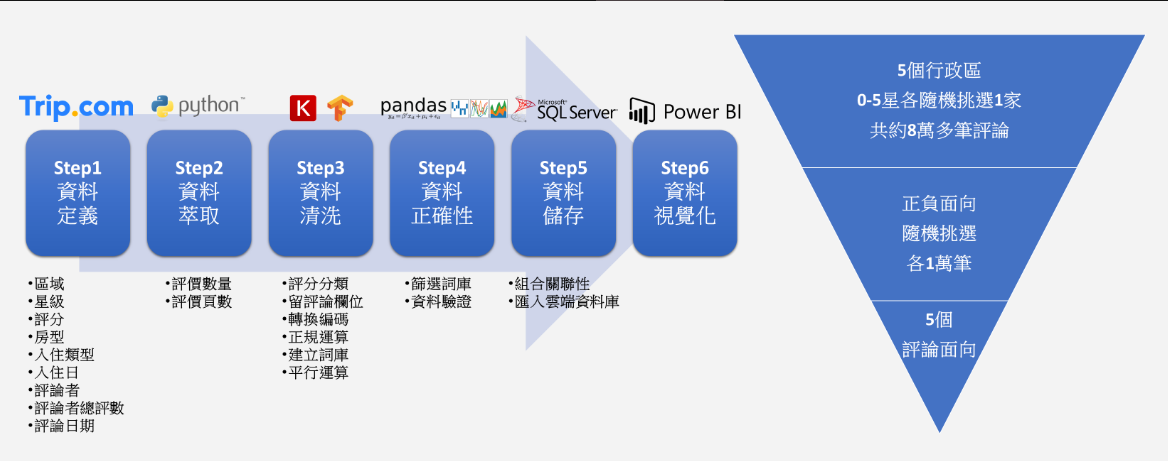 Trip.com
python™
K
pandas
Microsoft®
SQL Server
Power BI
Step1
資料
定義
Step2
資料
萃取
Step3
資料
清洗
Step4
資料
正確性
Step5
資料
儲存
Step6
資料
視覺化
•區域
•星級
•評分
•房型
•入住類型
•入住日
•評論者
•評論者總評數
•評論日期
•評價數量
•評價頁數
•評分分類
•留評論欄位
•轉換編碼
•正規運算
•建立詞庫
•平行運算
•篩選詞庫
•資料驗證
•組合關聯性
•匯入雲端資料庫
5個行政區
0-5星各隨機挑選1家
共約8萬多筆評論
正負面向
隨機挑選
各1萬筆
5個
評論面向